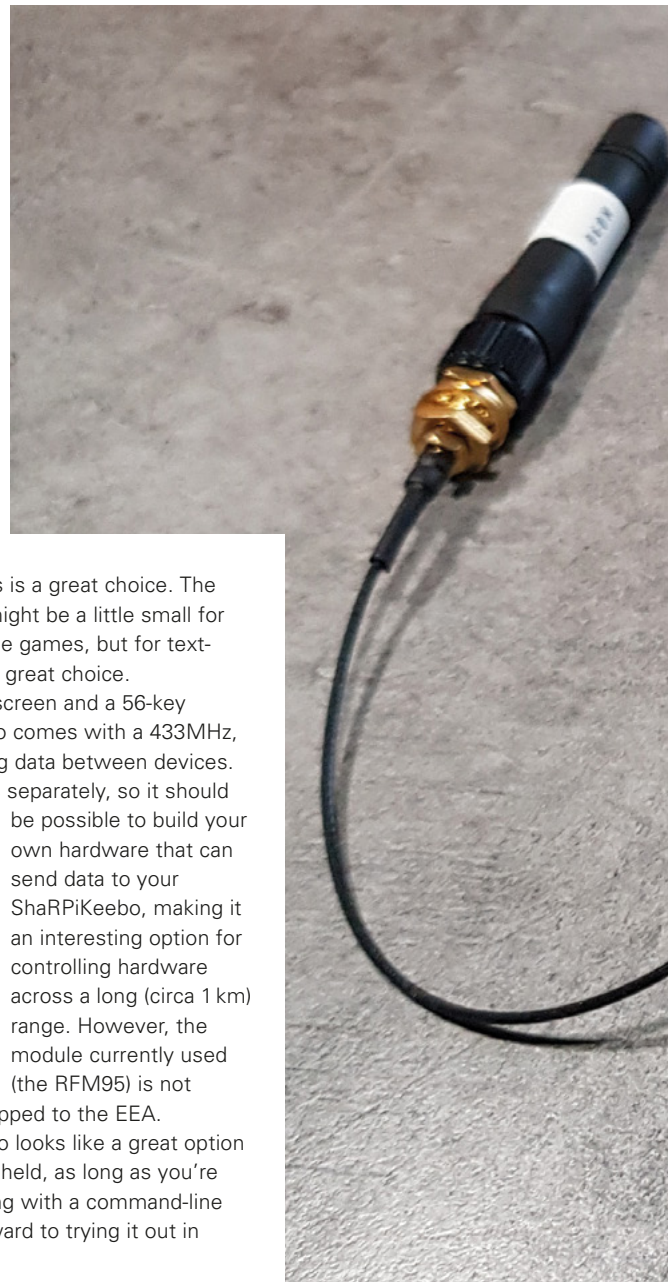 s is a great choice. The
ight be a little small for
e games, but for text-
great choice.
screen and a 56-key
o comes with a 433MHz,
g data between devices.
separately, so it should
be possible to build your
own hardware that can
send data to your
ShaRPiKeebo, making it
an interesting option for
controlling hardware
across a long (circa 1 km)
range. However, the
module currently used
(the RFM95) is not
pped to the EEA.
o looks like a great option
held, as long as you're
ng with a command-line
ward to trying it out in